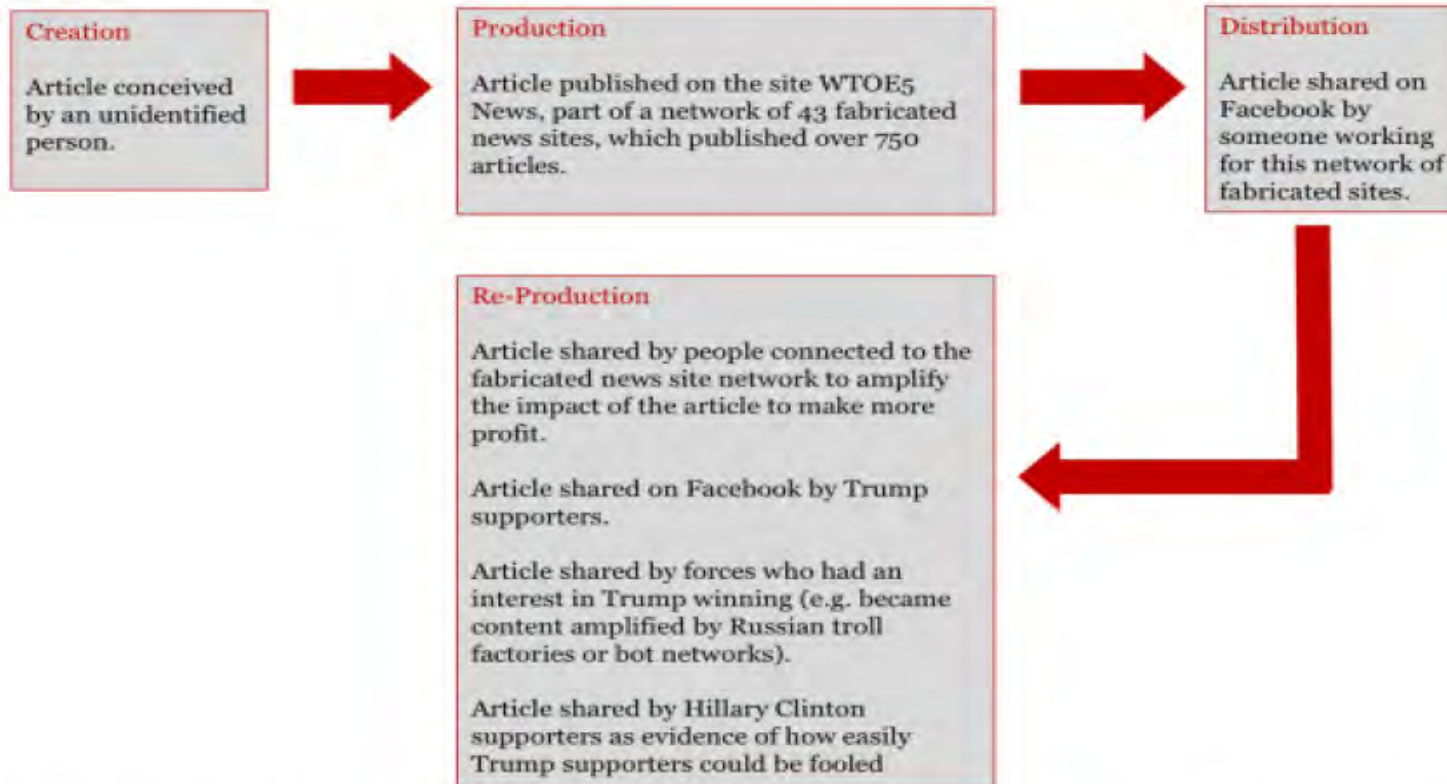 Creation
Article conceived
by an unidentified
person.
Production
Article published on the site WTOE5
News, part of a network of 43 fabricated
news sites, which published over 750
articles.
Distribution
Article shared on
Facebook by
someone working
for this network of
fabricated sites.
Re-Production
Article shared by people connected to the
fabricated news site network to amplify
the impact of the article to make more
profit.
Article shared on Facebook by Trump
supporters.
Article shared by forces who had an
interest in Trump winning (e.g. became
content amplified by Russian troll
factories or bot networks).
Article shared by Hillary Clinton
supporters as evidence of how easily
Trump supporters could be fooled